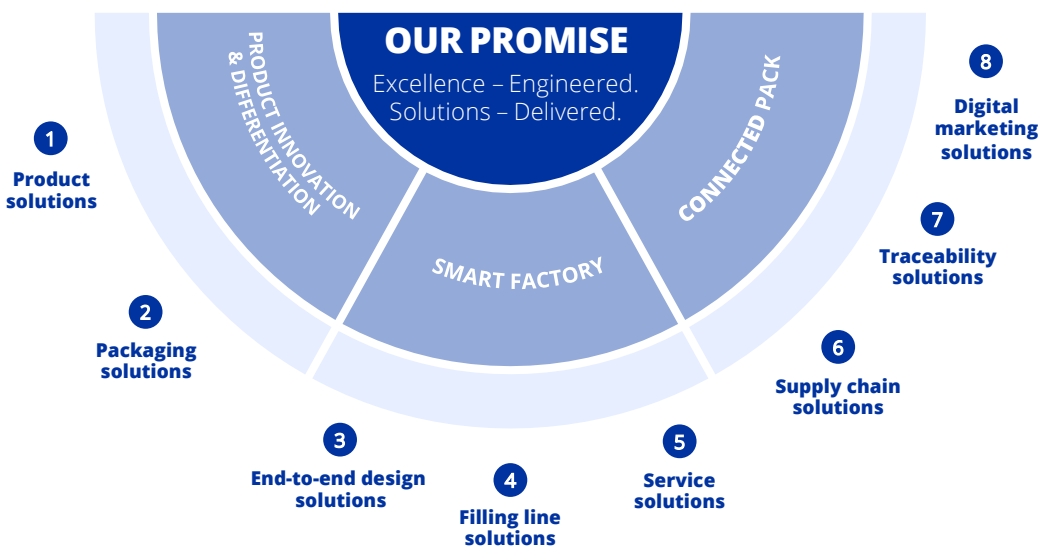 OUR PROMISE
Excellence – Engineered.
Solutions – Delivered.
PRODUCT INNOVATION
& DIFFERENTIATION
SMART FACTORY
CONNECTED PACK
1
Product
solutions
2
Packaging
solutions
3
End-to-end design
solutions
4
Filling line
solutions
5
Service
solutions
6
Supply chain
solutions
7
Traceability
solutions
8
Digital
marketing
solutions